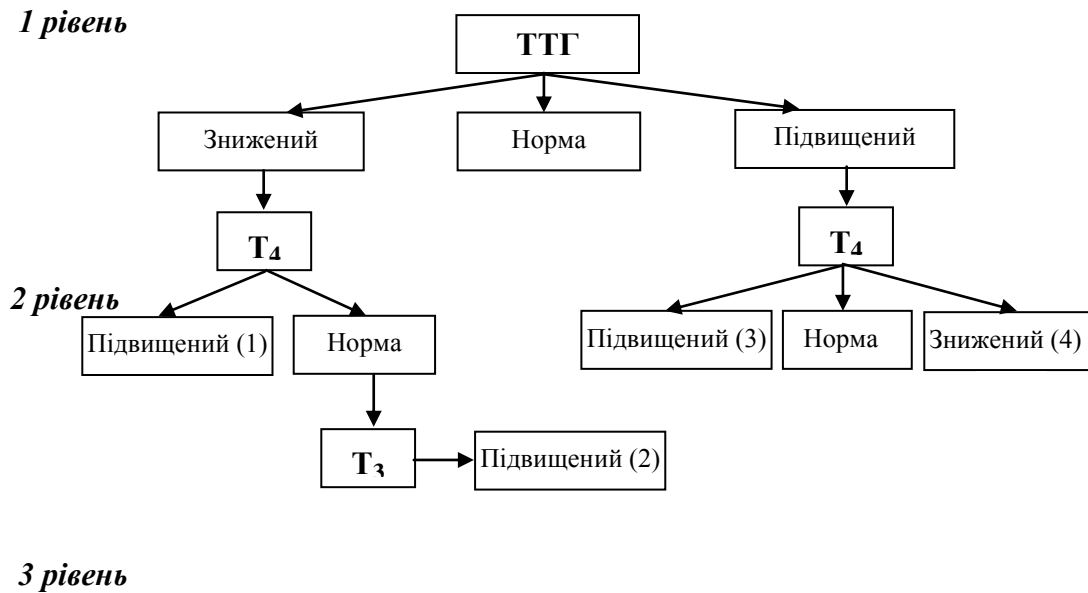 1 рівень
ТТГ
Знижений
Норма
Підвищений
Т₄
Т₄
2 рівень
Підвищений (1)
Норма
Підвищений (3)
Норма
Знижений (4)
Т₃
Підвищений (2)
3 рівень